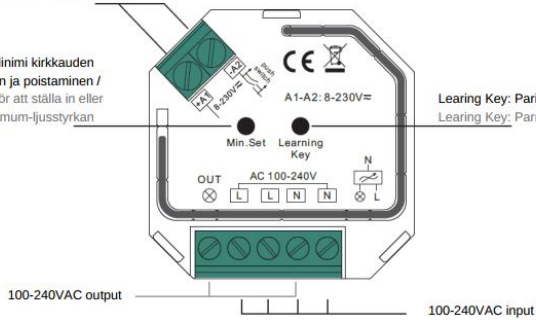 Minimi kirkkauden
n ja poistaminen /
ör att ställa in eller
mum-ljusstyrkan
-A2
+A1
8-230V
push
switch
CE
A1-A2: 8-230V
Min.Set
Learning
Key
Learing Key: Pari
Learing Key: Par
OUT
AC 100-240V
L L N N
N
L
100-240VAC output
100-240VAC input